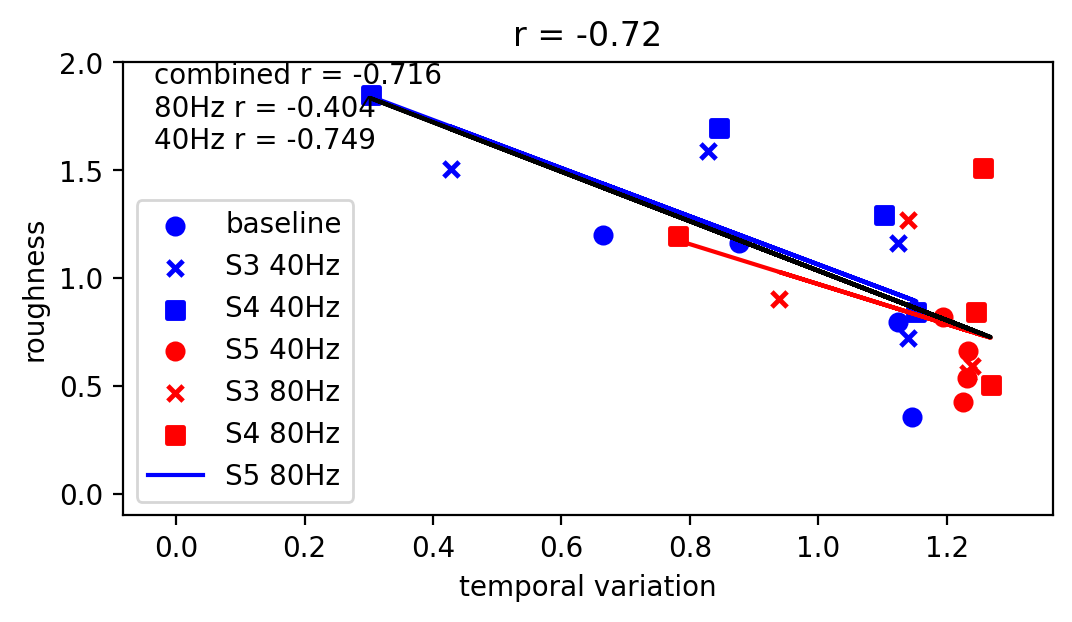 r = -0.72
combined r = -0.716
80Hz r = -0.404
40Hz r = -0.749
baseline
S3 40Hz
S4 40Hz
S5 40Hz
S3 80Hz
S4 80Hz
S5 80Hz
roughness
2.0
1.5
1.0
0.5
0.0
0.0 0.2 0.4 0.6 0.8 1.0 1.2
temporal variation